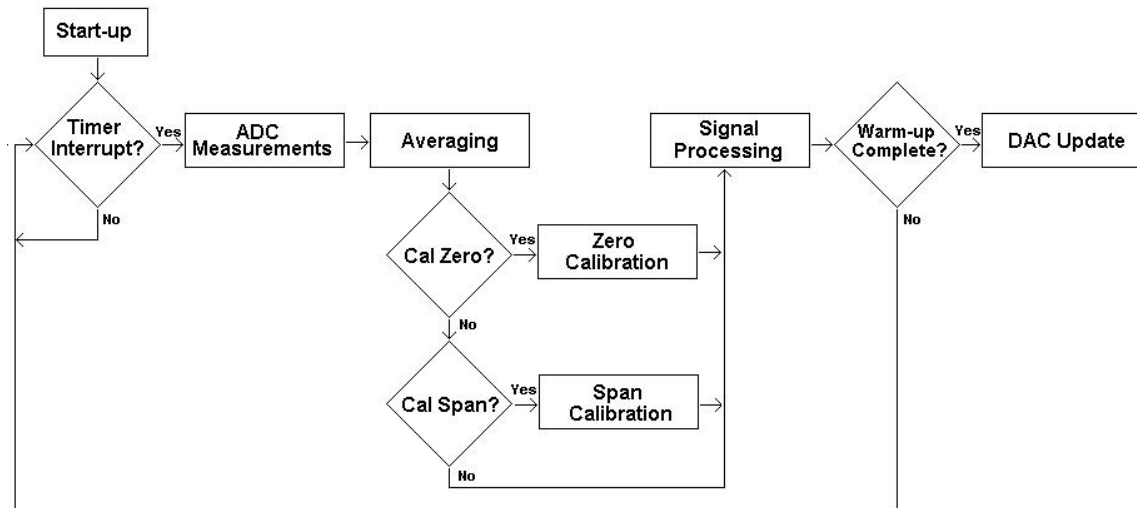 Start-up
Timer
Interrupt?
Yes
No
ADC
Measurements
Averaging
Cal Zero?
Yes
No
Zero
Calibration
Cal Span?
Yes
No
Span
Calibration
Signal
Processing
Warm-up
Complete?
Yes
No
DAC Update